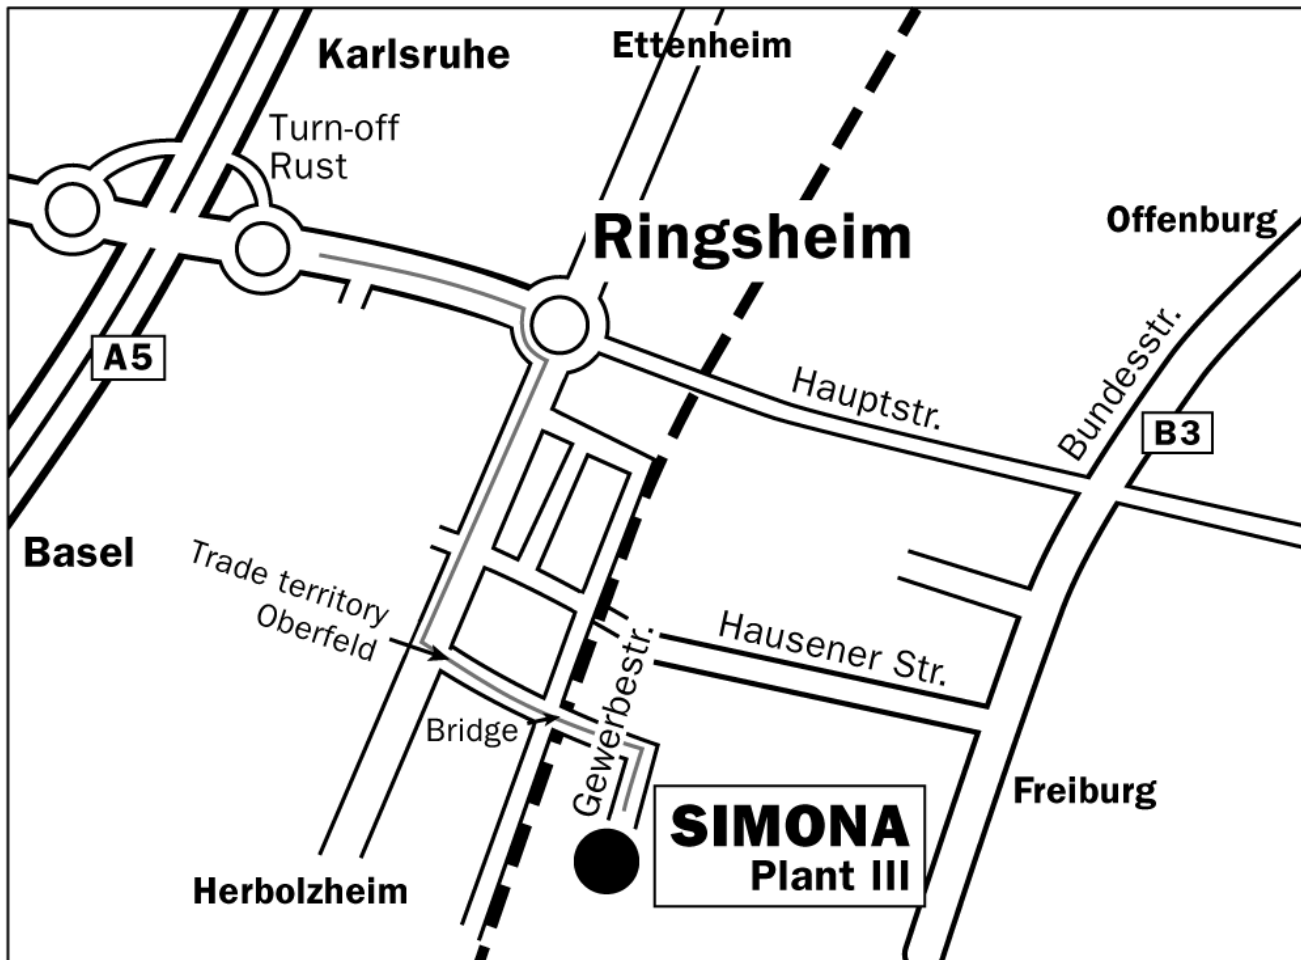 Karlsruhe
Ettenheim
Turn-off
Rust
Ringsheim
Offenburg
A5
Hauptstr.
Bundesstr.
B3
Basel
Trade territory
Oberfeld
Hausener Str.
Gewerbestr.
Bridge
Freiburg
SIMONA
Plant III
Herbolzheim